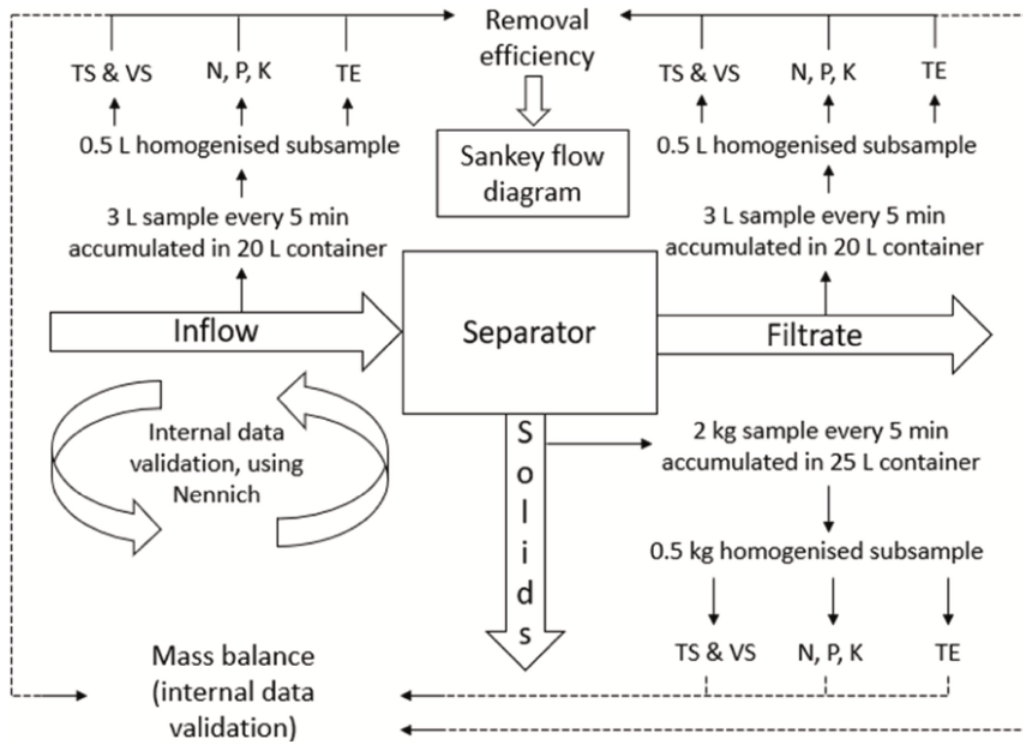 Removal
efficiency
TS & VS
N, P, K
TE
0.5 L homogenised subsample
3 L sample every 5 min
accumulated in 20 L container
Sankey flow
diagram
TS & VS
N, P, K
TE
0.5 L homogenised subsample
3 L sample every 5 min
accumulated in 20 L container
Inflow
Separator
Filtrate
Internal data
validation, using
Nennich
S
o
l
i
d
s
2 kg sample every 5 min
accumulated in 25 L container
0.5 kg homogenised subsample
TS & VS
N, P, K
TE
Mass balance
(internal data
validation)